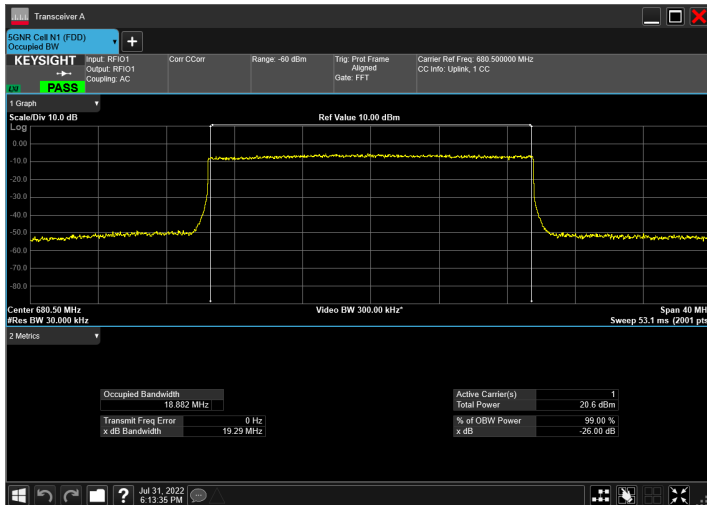 Transceiver A
5GNR Cell N1 (FDD)
Occupied BW
KEYSIGHT
Input: RFIO1
Output: RFIO1
Coupling: AC
Corr CCorr
Range: -60 dBm
Trig: Prot Frame
Aligned
Gate: FFT
Carrier Ref Freq: 680.500000 MHz
CC Info: Uplink, 1 CC
LXI
PASS
1 Graph
Scale/Div 10.0 dB
Ref Value 10.00 dBm
Log
0.00
-10.0
-20.0
-30.0
-40.0
-50.0
-60.0
-70.0
-80.0
Center 680.50 MHz
Video BW 300.00 kHz*
Span 40 MH
#Res BW 30.000 kHz
Sweep 53.1 ms (2001 pts
2 Metrics
Occupied Bandwidth
18.882 MHz
Transmit Freq Error 0 Hz
x dB Bandwidth 19.29 MHz
Active Carrier(s) 1
Total Power 20.6 dBm
% of OBW Power 99.00 %
x dB -26.00 dB
?
Jul 31, 2022
6:13:35 PM